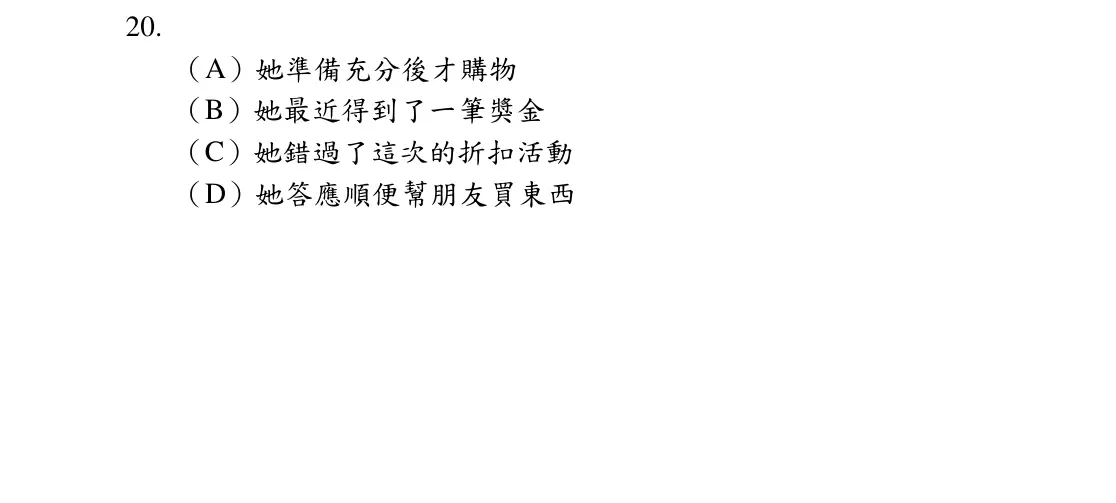 20.
（A）她準備充分後才購物
（B）她最近得到了一筆獎金
（C）她錯過了這次的折扣活動
（D）她答應順便幫朋友買東西